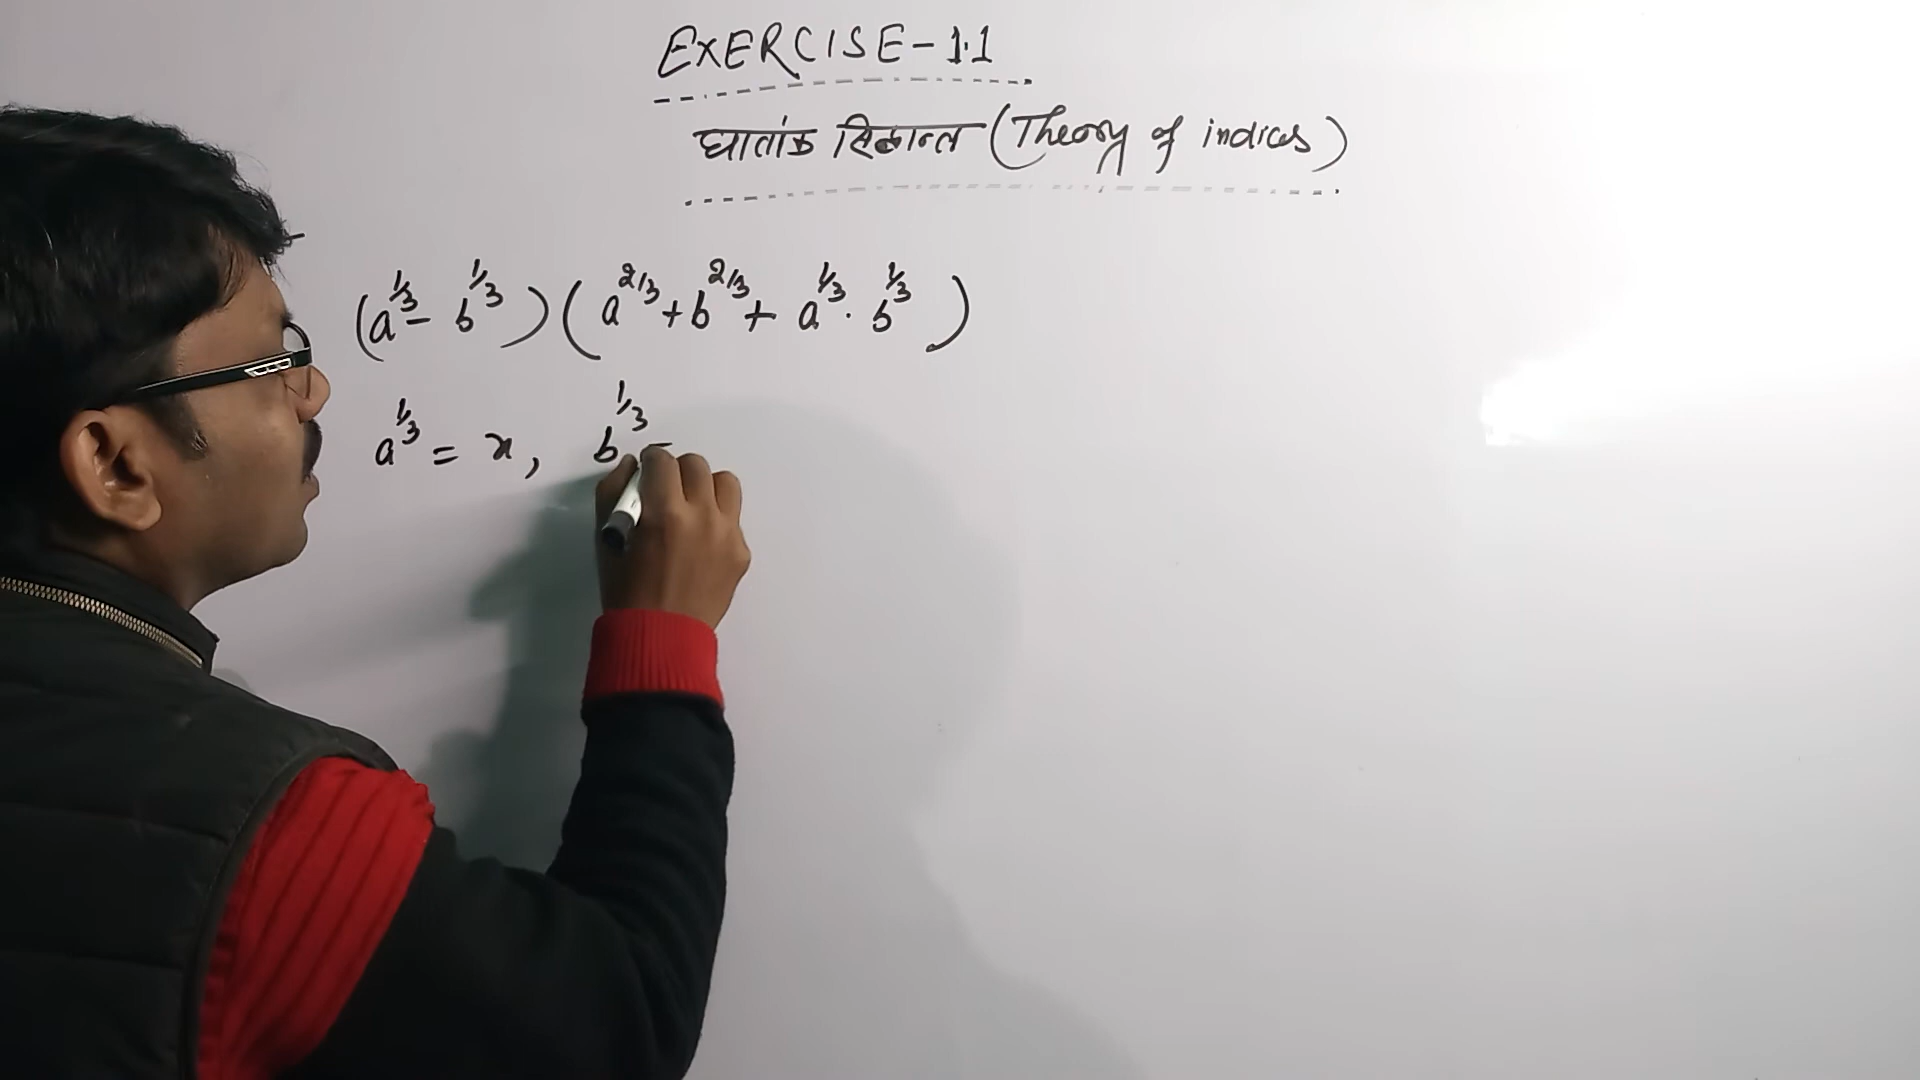 EXERCISE-1.1
घातांक सिद्धान्त (Theory of indices)
(a^1/3 - b^1/3)(a^2/3 + b^2/3 + a^1/3 . b^1/3)
a^1/3 = x, b^1/3 =